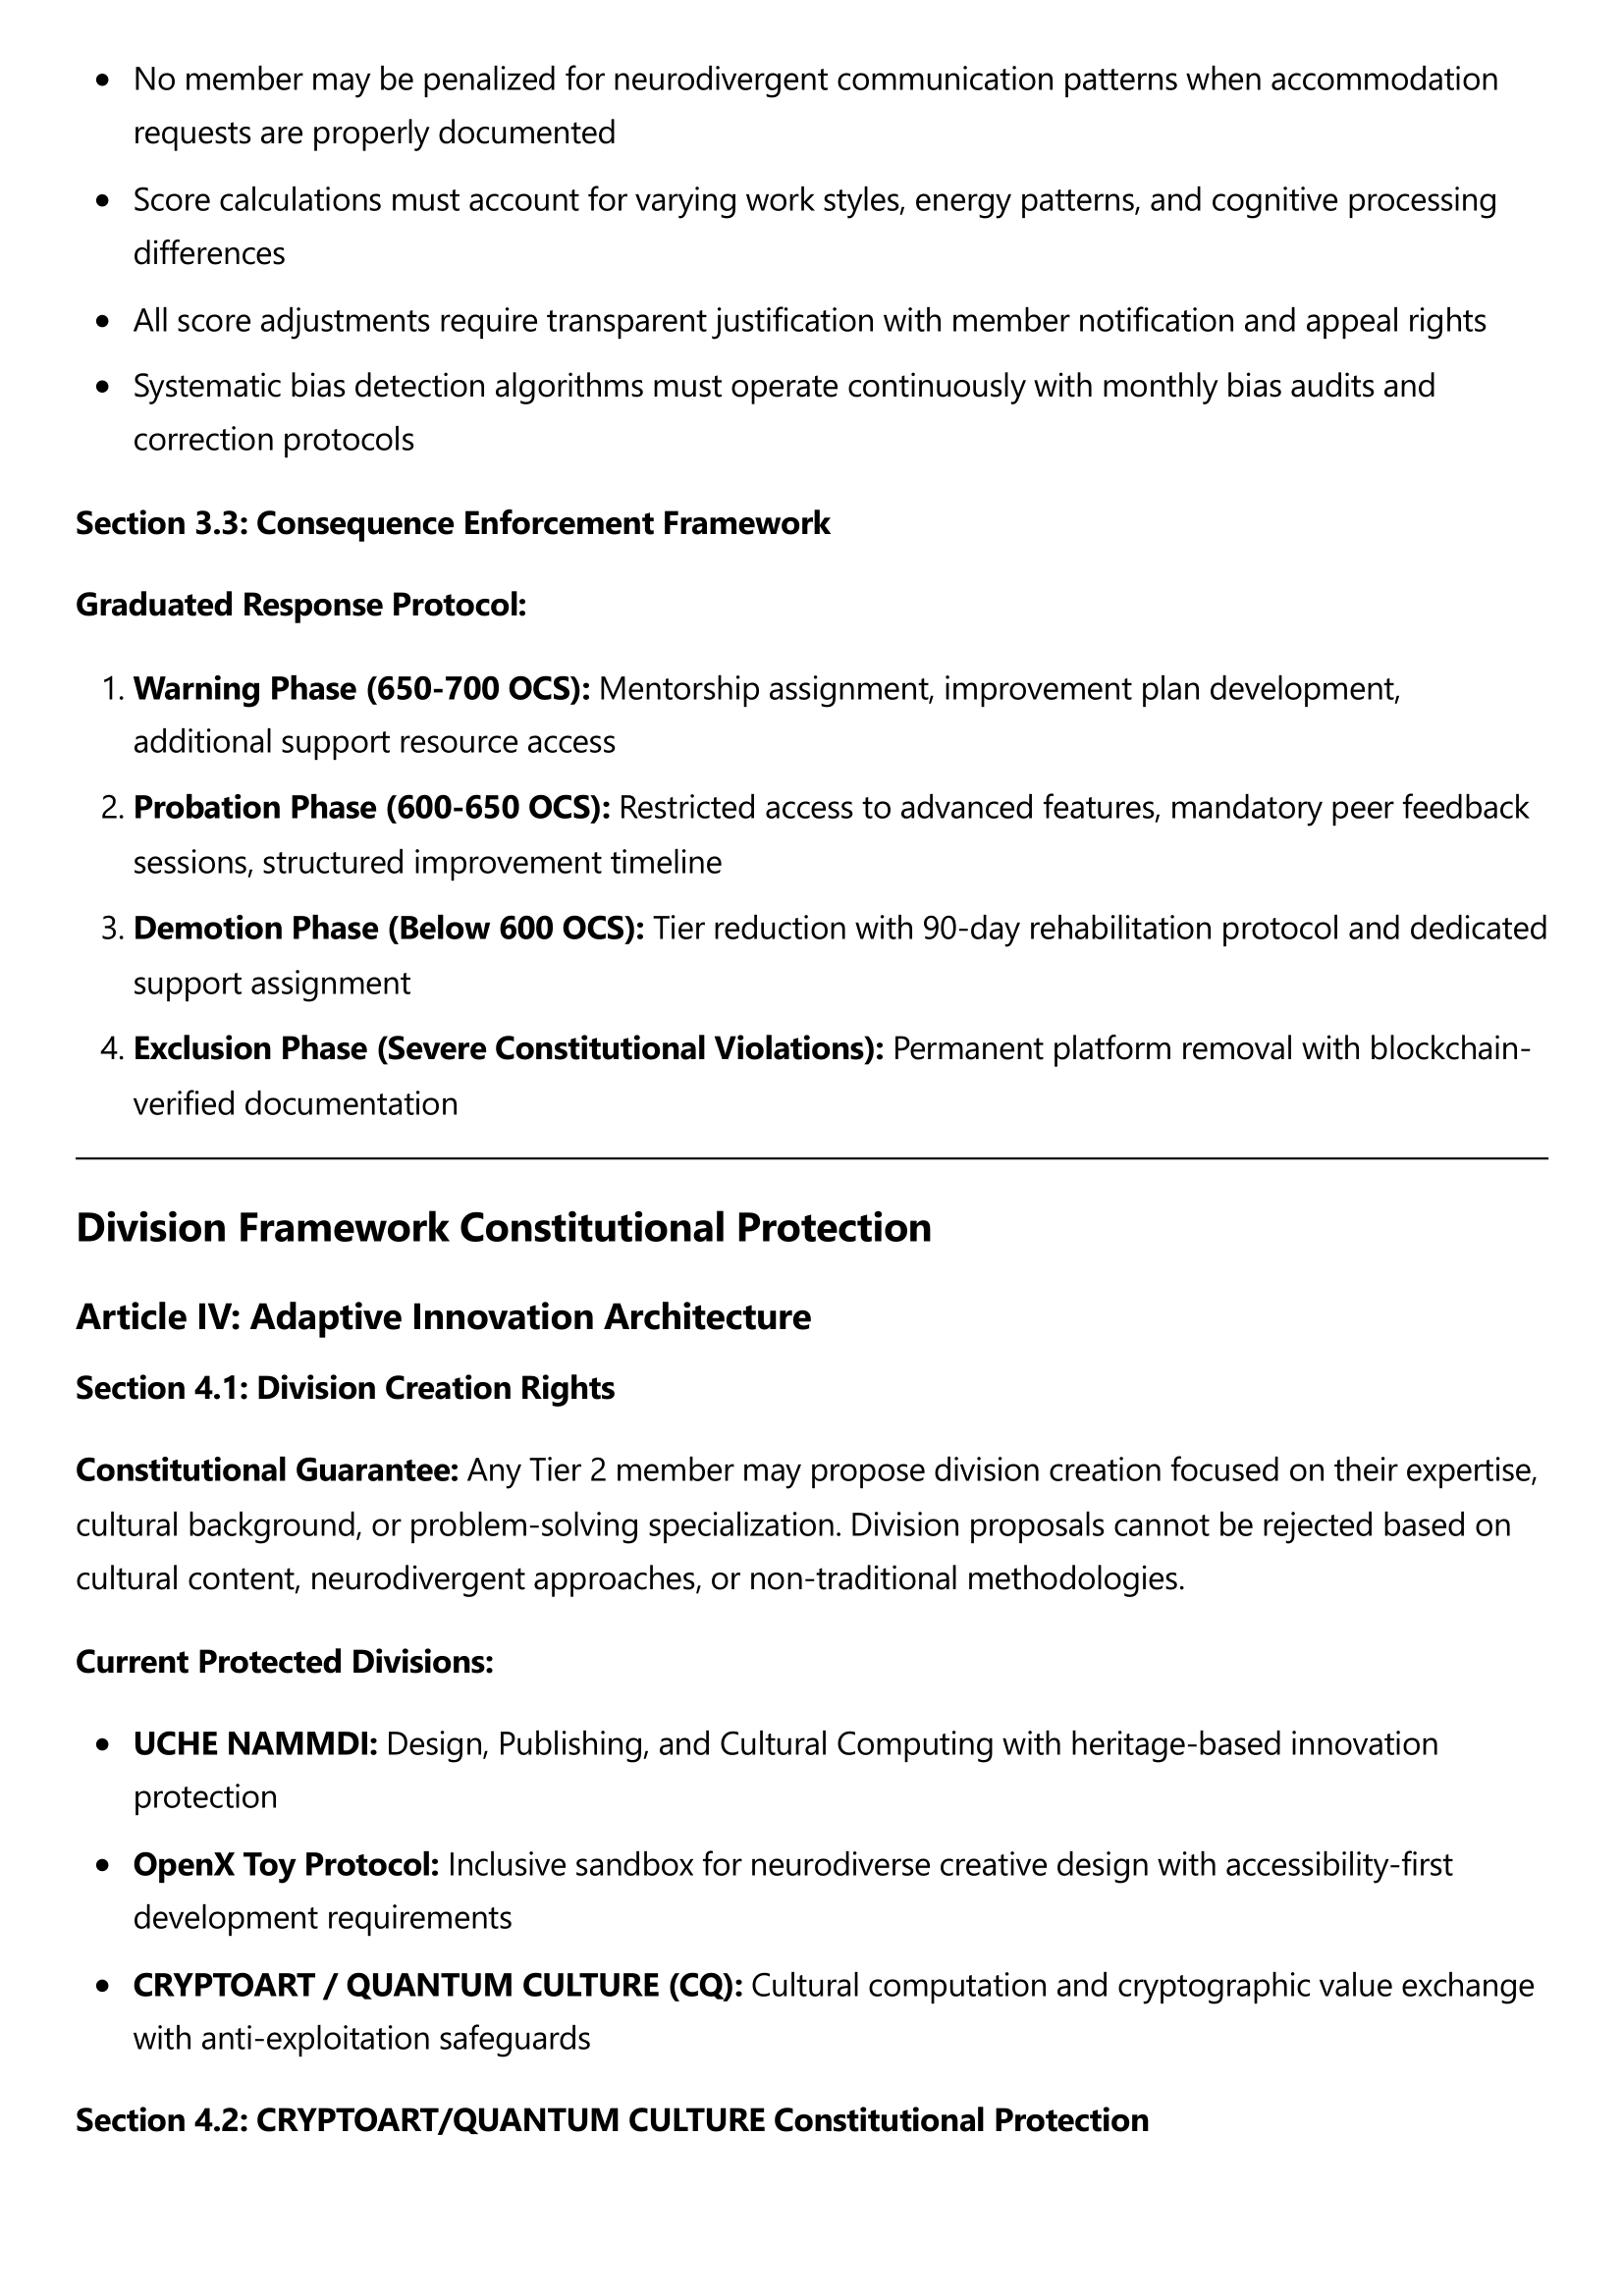 • No member may be penalized for neurodivergent communication patterns when accommodation
requests are properly documented
• Score calculations must account for varying work styles, energy patterns, and cognitive processing
differences
• All score adjustments require transparent justification with member notification and appeal rights
• Systematic bias detection algorithms must operate continuously with monthly bias audits and
correction protocols
Section 3.3: Consequence Enforcement Framework
Graduated Response Protocol:
1. Warning Phase (650-700 OCS): Mentorship assignment, improvement plan development,
additional support resource access
2. Probation Phase (600-650 OCS): Restricted access to advanced features, mandatory peer feedback
sessions, structured improvement timeline
3. Demotion Phase (Below 600 OCS): Tier reduction with 90-day rehabilitation protocol and dedicated
support assignment
4. Exclusion Phase (Severe Constitutional Violations): Permanent platform removal with blockchain-
verified documentation
Division Framework Constitutional Protection
Article IV: Adaptive Innovation Architecture
Section 4.1: Division Creation Rights
Constitutional Guarantee: Any Tier 2 member may propose division creation focused on their expertise,
cultural background, or problem-solving specialization. Division proposals cannot be rejected based on
cultural content, neurodivergent approaches, or non-traditional methodologies.
Current Protected Divisions:
• UCHE NAMMDI: Design, Publishing, and Cultural Computing with heritage-based innovation
protection
• OpenX Toy Protocol: Inclusive sandbox for neurodiverse creative design with accessibility-first
development requirements
• CRYPTOART / QUANTUM CULTURE (CQ): Cultural computation and cryptographic value exchange
with anti-exploitation safeguards
Section 4.2: CRYPTOART/QUANTUM CULTURE Constitutional Protection